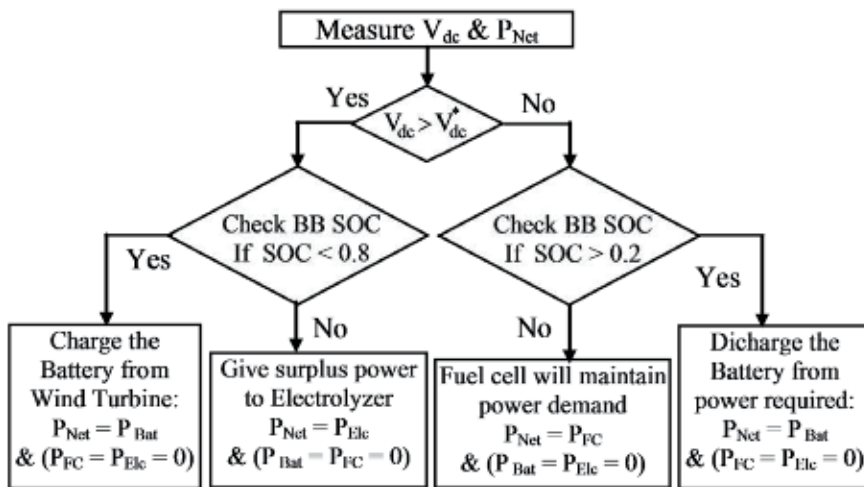 Measure V_dc & P_Net
Yes
No
V_dc > V*_dc
Check BB SOC
If SOC < 0.8
Check BB SOC
If SOC > 0.2
Yes
No
No
Yes
Charge the
Battery from
Wind Turbine:
P_Net = P_Bat
& (P_FC = P_Elc = 0)
Give surplus power
to Electrolyzer
P_Net = P_Elc
& (P_Bat = P_FC = 0)
Fuel cell will maintain
power demand
P_Net = P_FC
& (P_Bat = P_Elc = 0)
Dicharge the
Battery from
power required:
P_Net = P_Bat
& (P_FC = P_Elc = 0)